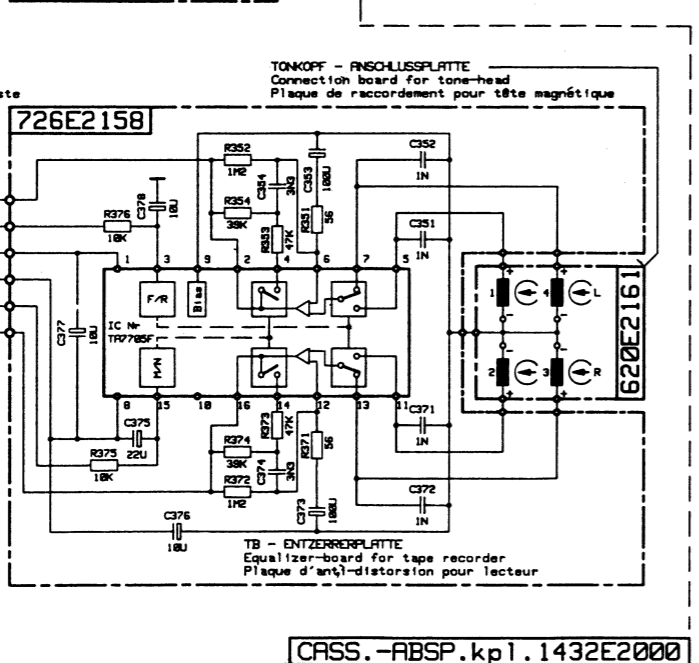 TONKOPF - ANSCHLUSSPLATTE
Connection board for tone-head
Plaque de raccordement pour tête magnétique
ste
726E2158
C352
1N
R352
1M2
C354
3N3
C353
100U
R354
39K
R351
56
R353
47K
C351
1N
C378
10U
R376
10K
1 3 9 2 4 6 7 5
F/R
Bias
IC Nr
TA7705F
M/N
C377
10U
8 15 10 16 14 12 13 11
1 + 4 + L
- -
- -
2 3 R
+ +
620E2161
C375
22U
R375
10K
R373
47K
R374
39K
C374
3N3
R372
1M2
R371
56
C373
100U
C371
1N
C372
1N
C376
10U
TB - ENTZERRERPLATTE
Equalizer-board for tape recorder
Plaque d'anti-distorsion pour lecteur
CASS.-ABSP.kpl.1432E2000